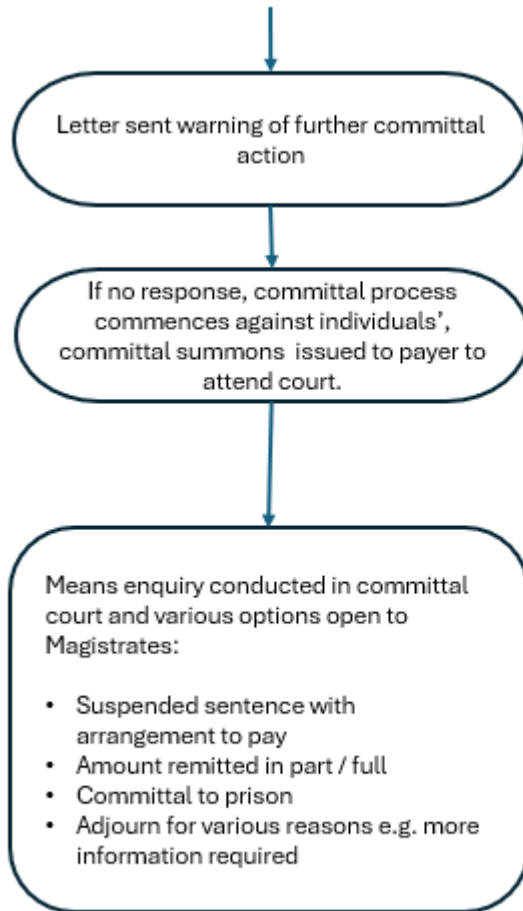 Letter sent warning of further committal
action
If no response, committal process
commences against individuals’,
committal summons issued to payer to
attend court.
Means enquiry conducted in committal
court and various options open to
Magistrates:
• Suspended sentence with
arrangement to pay
• Amount remitted in part / full
• Committal to prison
• Adjourn for various reasons e.g. more
information required